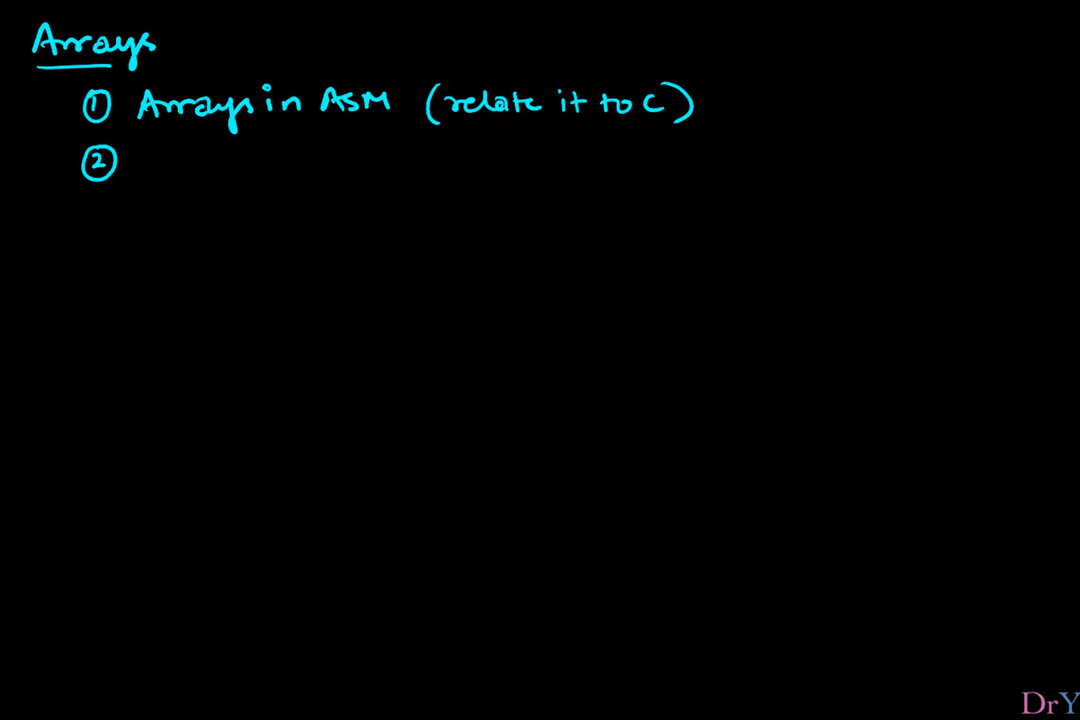 Arrays
① Arrays in ASM (relate it to C)
②
DrY